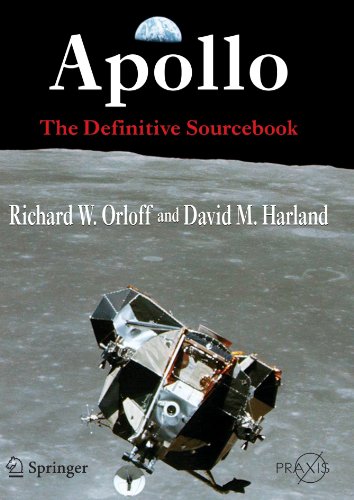 Apollo
The Definitive Sourcebook
Richard W. Orloff and David M. Harland
Springer
PRAXIS